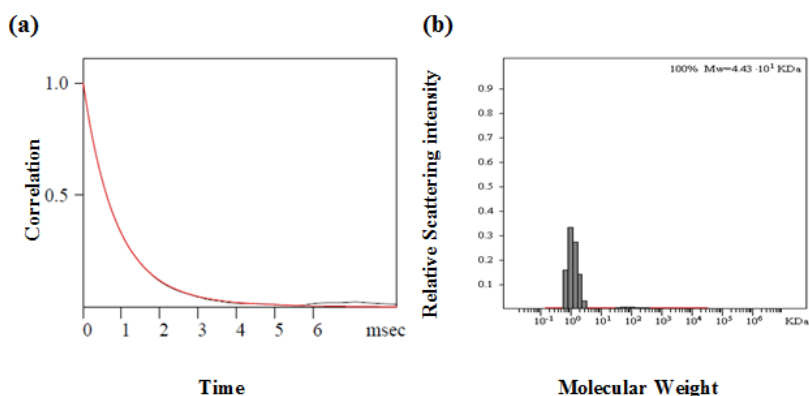 (a)
Correlation
1.0
0.5
0 1 2 3 4 5 6 msec
Time
(b)
Relative Scattering intensity
100% Mw=4.43 ·10¹ KDa
0.9
0.8
0.7
0.6
0.5
0.4
0.3
0.2
0.1
10⁻¹ 10⁰ 10¹ 10² 10³ 10⁴ 10⁵ 10⁶ KDa
Molecular Weight